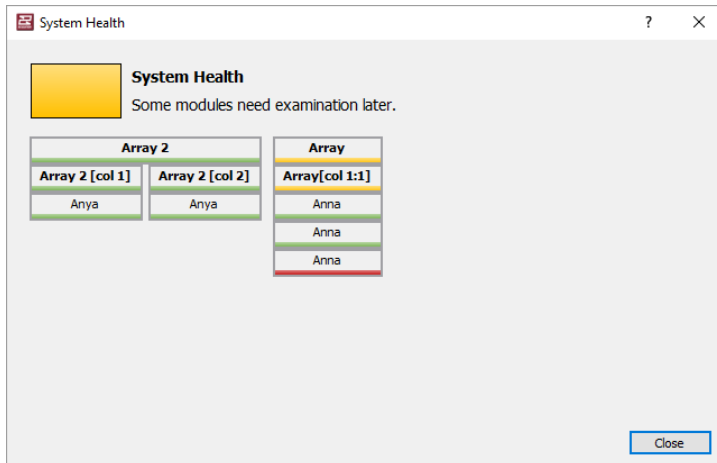 System Health
?
System Health
Some modules need examination later.
Array 2
Array
Array 2 [col 1]
Array 2 [col 2]
Array[col 1:1]
Anya
Anya
Anna
Anna
Anna
Close